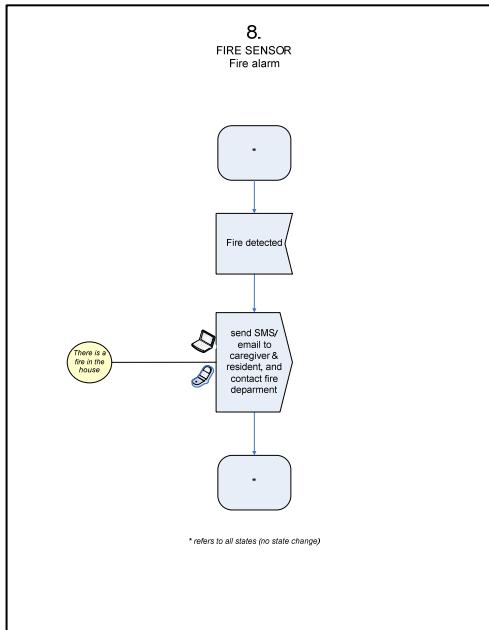 8.
FIRE SENSOR
Fire alarm
*
Fire detected
There is a
fire in the
house
send SMS/
email to
caregiver &
resident, and
contact fire
deparment
*
* refers to all states (no state change)